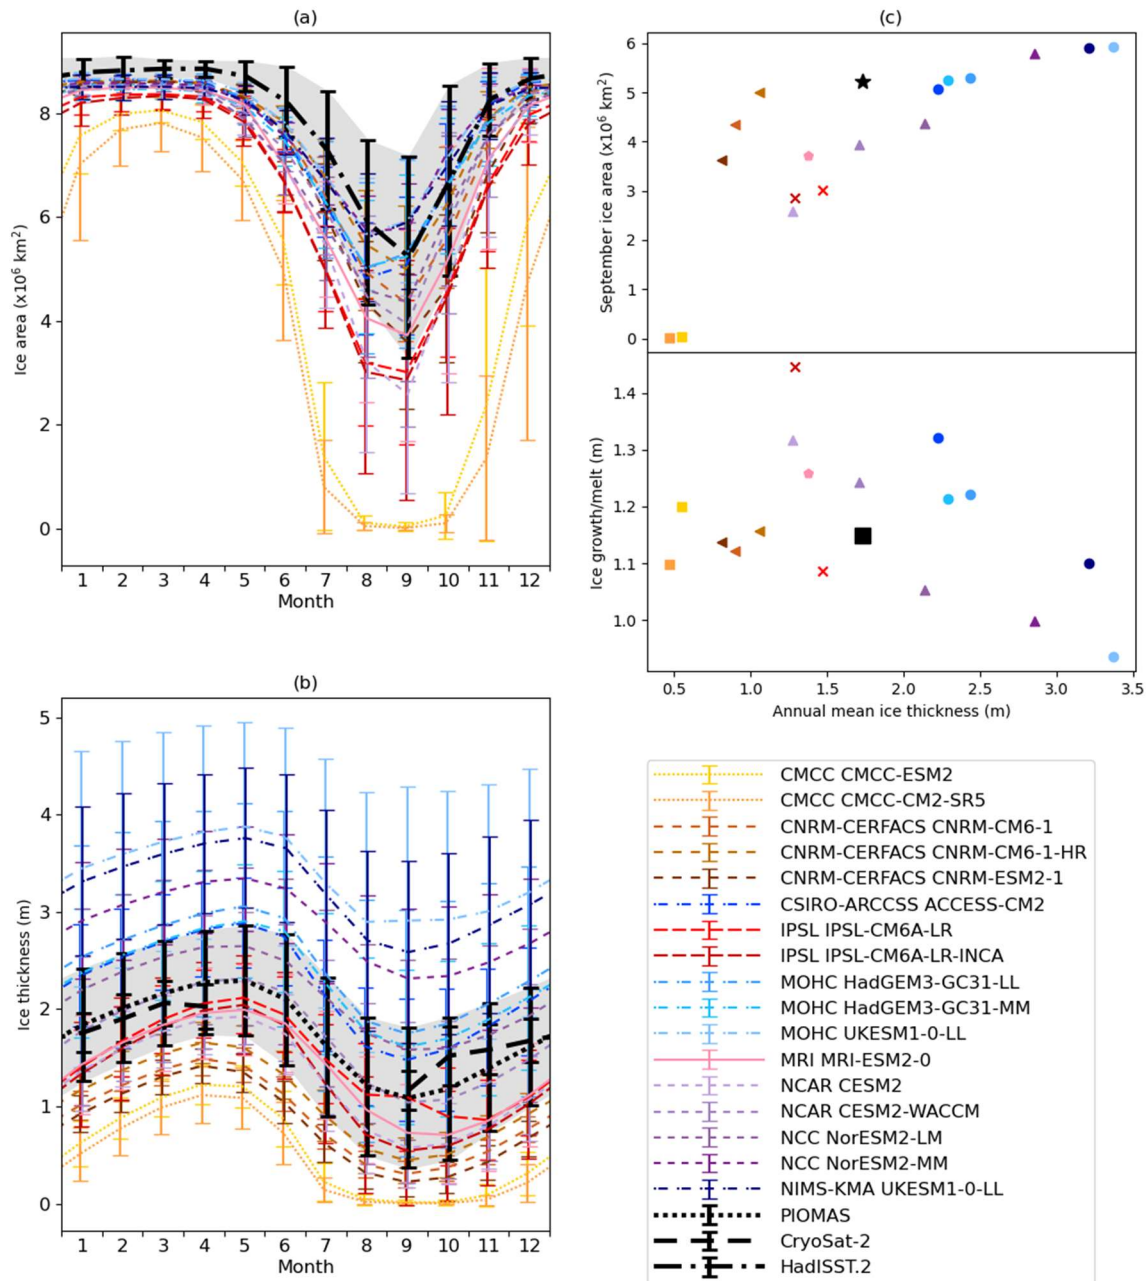 (a)
Ice area (x10⁶ km²)
8
6
4
2
0
1 2 3 4 5 6 7 8 9 10 11 12
Month
(b)
Ice thickness (m)
5
4
3
2
1
0
1 2 3 4 5 6 7 8 9 10 11 12
Month
(c)
September ice area (x10⁶ km²)
6
5
4
3
2
1
0
Ice growth/melt (m)
1.4
1.3
1.2
1.1
1.0
0.5 1.0 1.5 2.0 2.5 3.0 3.5
Annual mean ice thickness (m)
CMCC CMCC-ESM2
CMCC CMCC-CM2-SR5
CNRM-CERFACS CNRM-CM6-1
CNRM-CERFACS CNRM-CM6-1-HR
CNRM-CERFACS CNRM-ESM2-1
CSIRO-ARCCSS ACCESS-CM2
IPSL IPSL-CM6A-LR
IPSL IPSL-CM6A-LR-INCA
MOHC HadGEM3-GC31-LL
MOHC HadGEM3-GC31-MM
MOHC UKESM1-0-LL
MRI MRI-ESM2-0
NCAR CESM2
NCAR CESM2-WACCM
NCC NorESM2-LM
NCC NorESM2-MM
NIMS-KMA UKESM1-0-LL
PIOMAS
CryoSat-2
HadISST.2